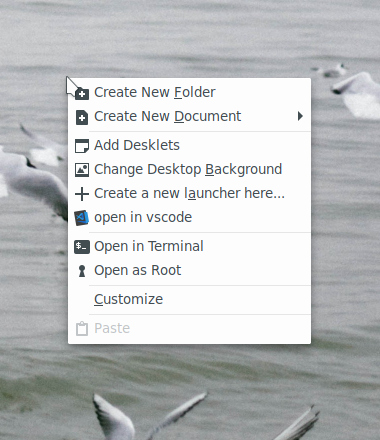 Create New Folder
Create New Document
Add Desklets
Change Desktop Background
Create a new launcher here...
open in vscode
Open in Terminal
Open as Root
Customize
Paste